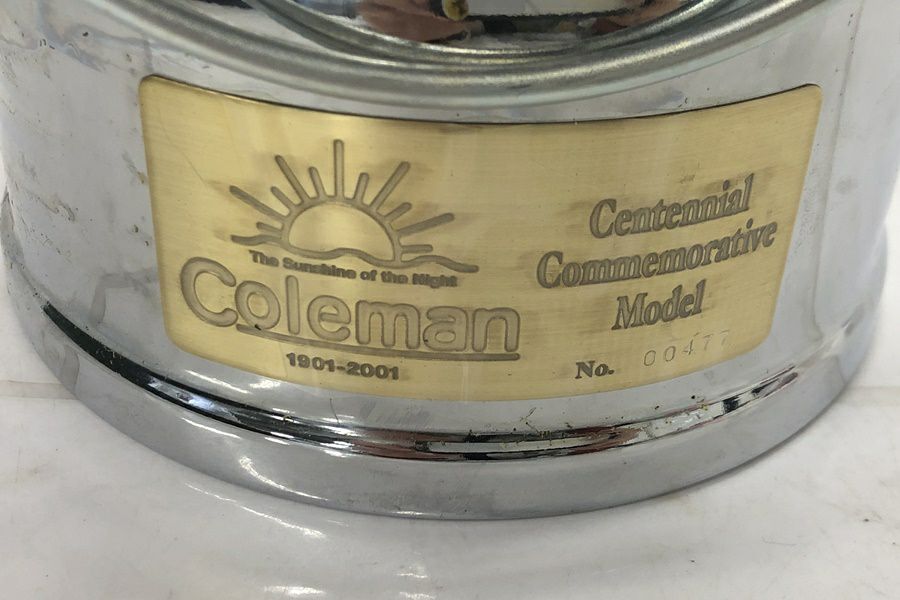 The Sunshine of the Night
Coleman
1901-2001
Centennial
Commemorative
Model
No. 00477